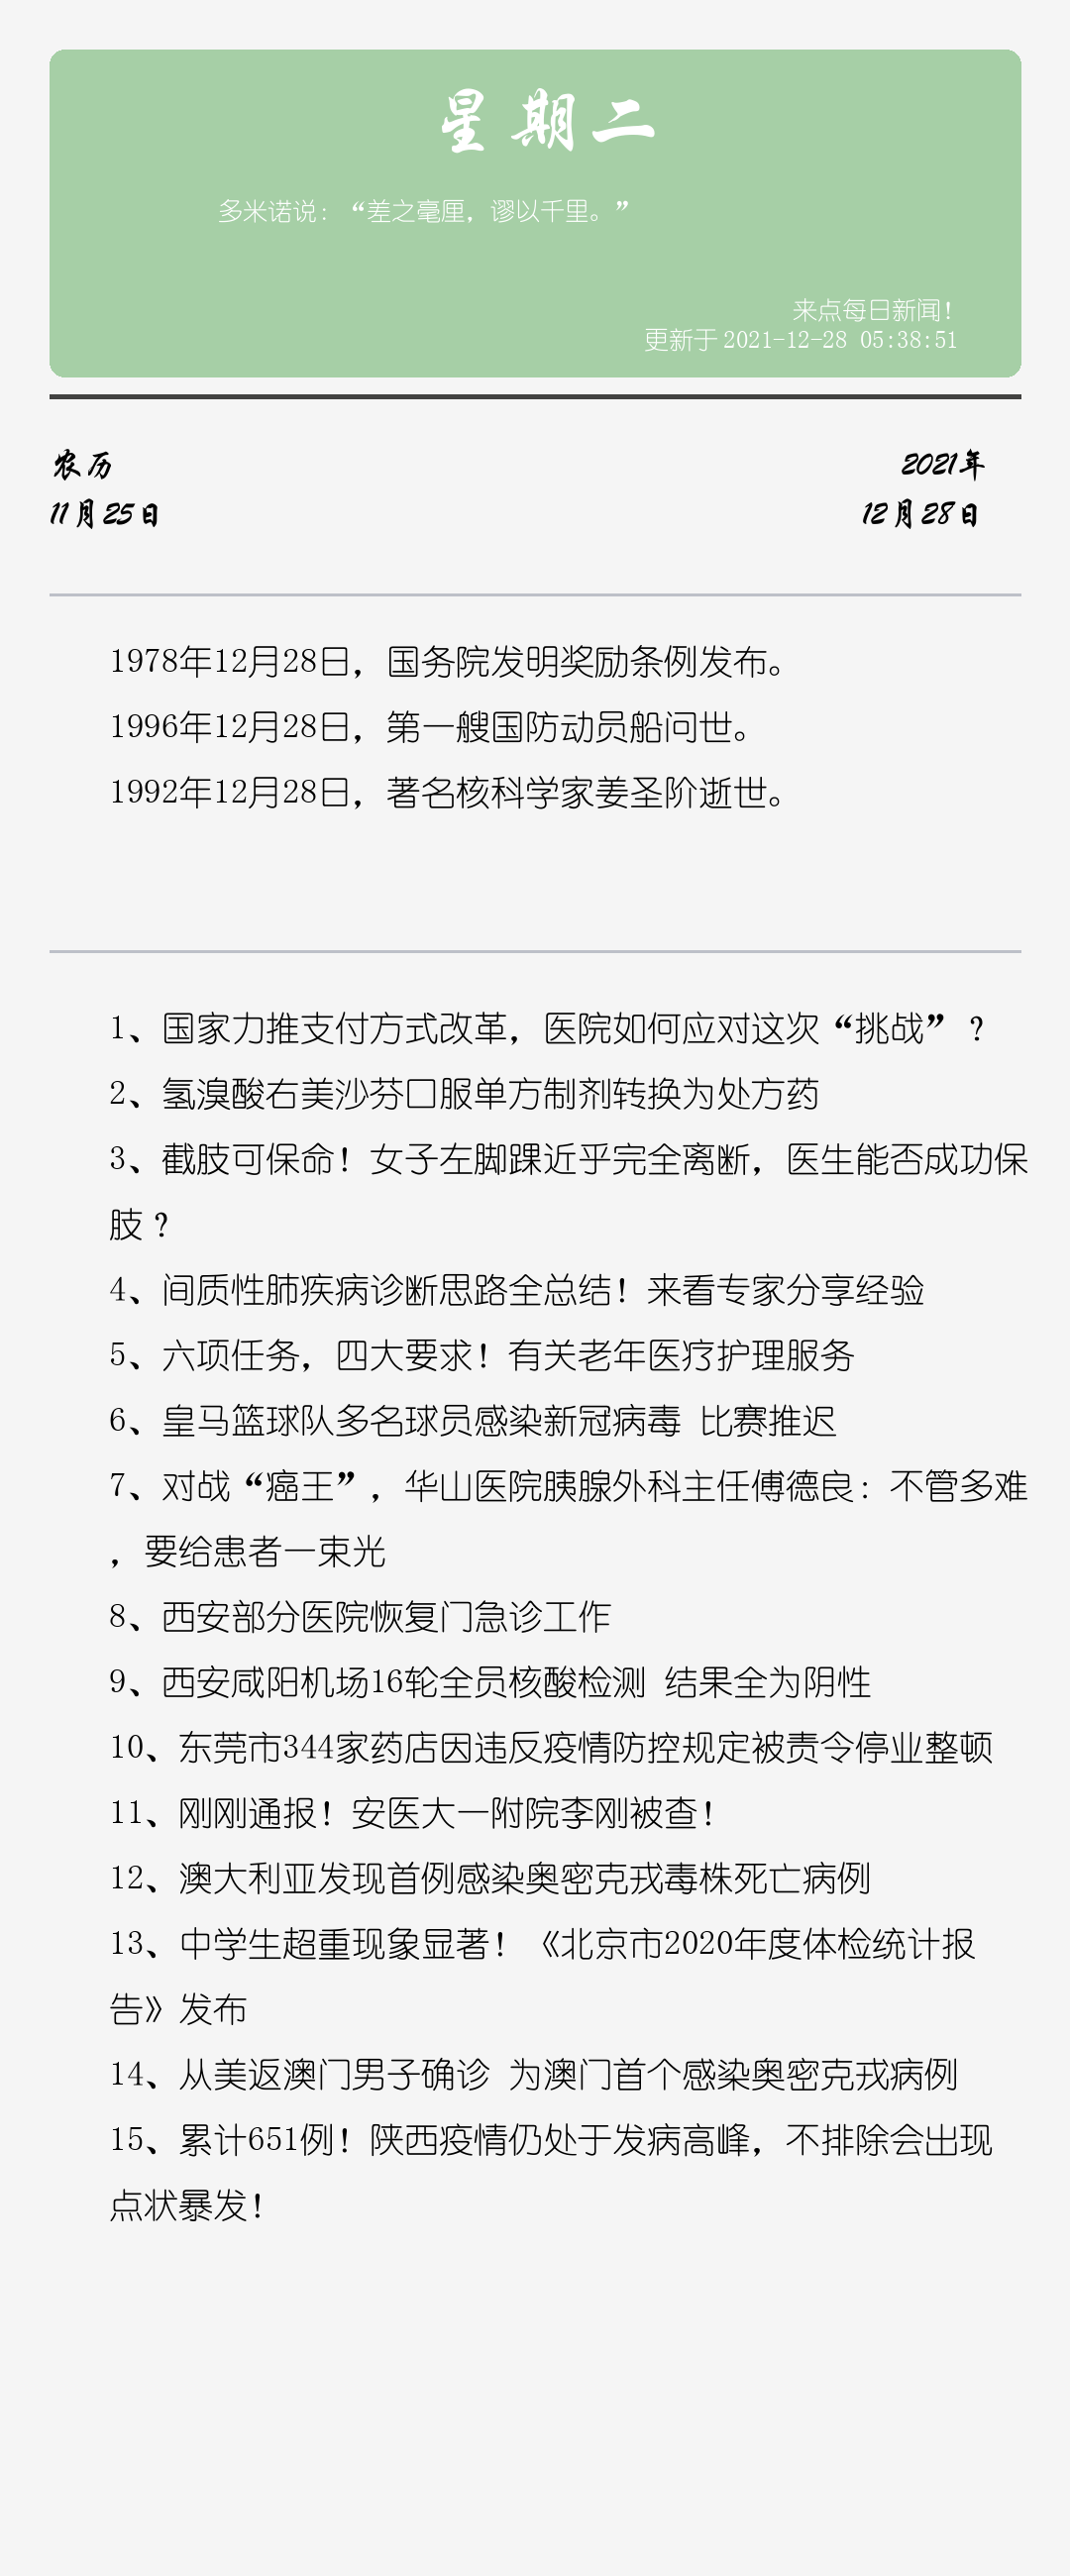 星期二
多米诺说：“差之毫厘，谬以千里。”
来点每日新闻！
更新于 2021-12-28 05:38:51
农历
2021年
11月25日
12月28日
1978年12月28日，国务院发明奖励条例发布。
1996年12月28日，第一艘国防动员船问世。
1992年12月28日，著名核科学家姜圣阶逝世。
1、国家力推支付方式改革，医院如何应对这次“挑战”？
2、氢溴酸右美沙芬口服单方制剂转换为处方药
3、截肢可保命！女子左脚踝近乎完全离断，医生能否成功保
肢？
4、间质性肺疾病诊断思路全总结！来看专家分享经验
5、六项任务，四大要求！有关老年医疗护理服务
6、皇马篮球队多名球员感染新冠病毒 比赛推迟
7、对战“癌王”，华山医院胰腺外科主任傅德良：不管多难
，要给患者一束光
8、西安部分医院恢复门急诊工作
9、西安咸阳机场16轮全员核酸检测 结果全为阴性
10、东莞市344家药店因违反疫情防控规定被责令停业整顿
11、刚刚通报！安医大一附院李刚被查！
12、澳大利亚发现首例感染奥密克戎毒株死亡病例
13、中学生超重现象显著！《北京市2020年度体检统计报
告》发布
14、从美返澳门男子确诊 为澳门首个感染奥密克戎病例
15、累计651例！陕西疫情仍处于发病高峰，不排除会出现
点状暴发！